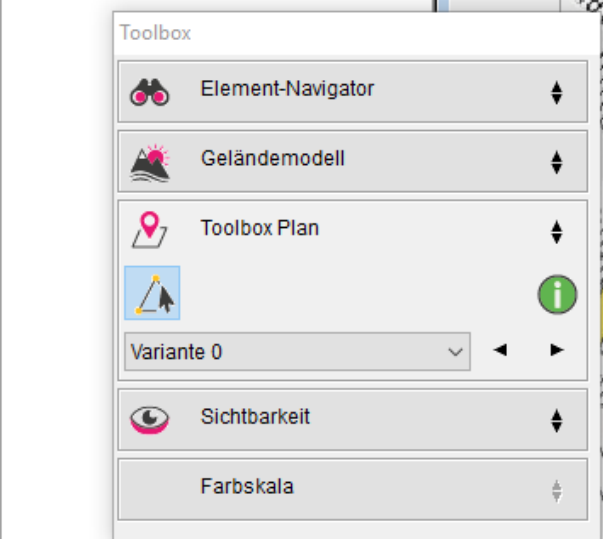 Toolbox
Element-Navigator
Geländemodell
Toolbox Plan
Variante 0
Sichtbarkeit
Farbskala